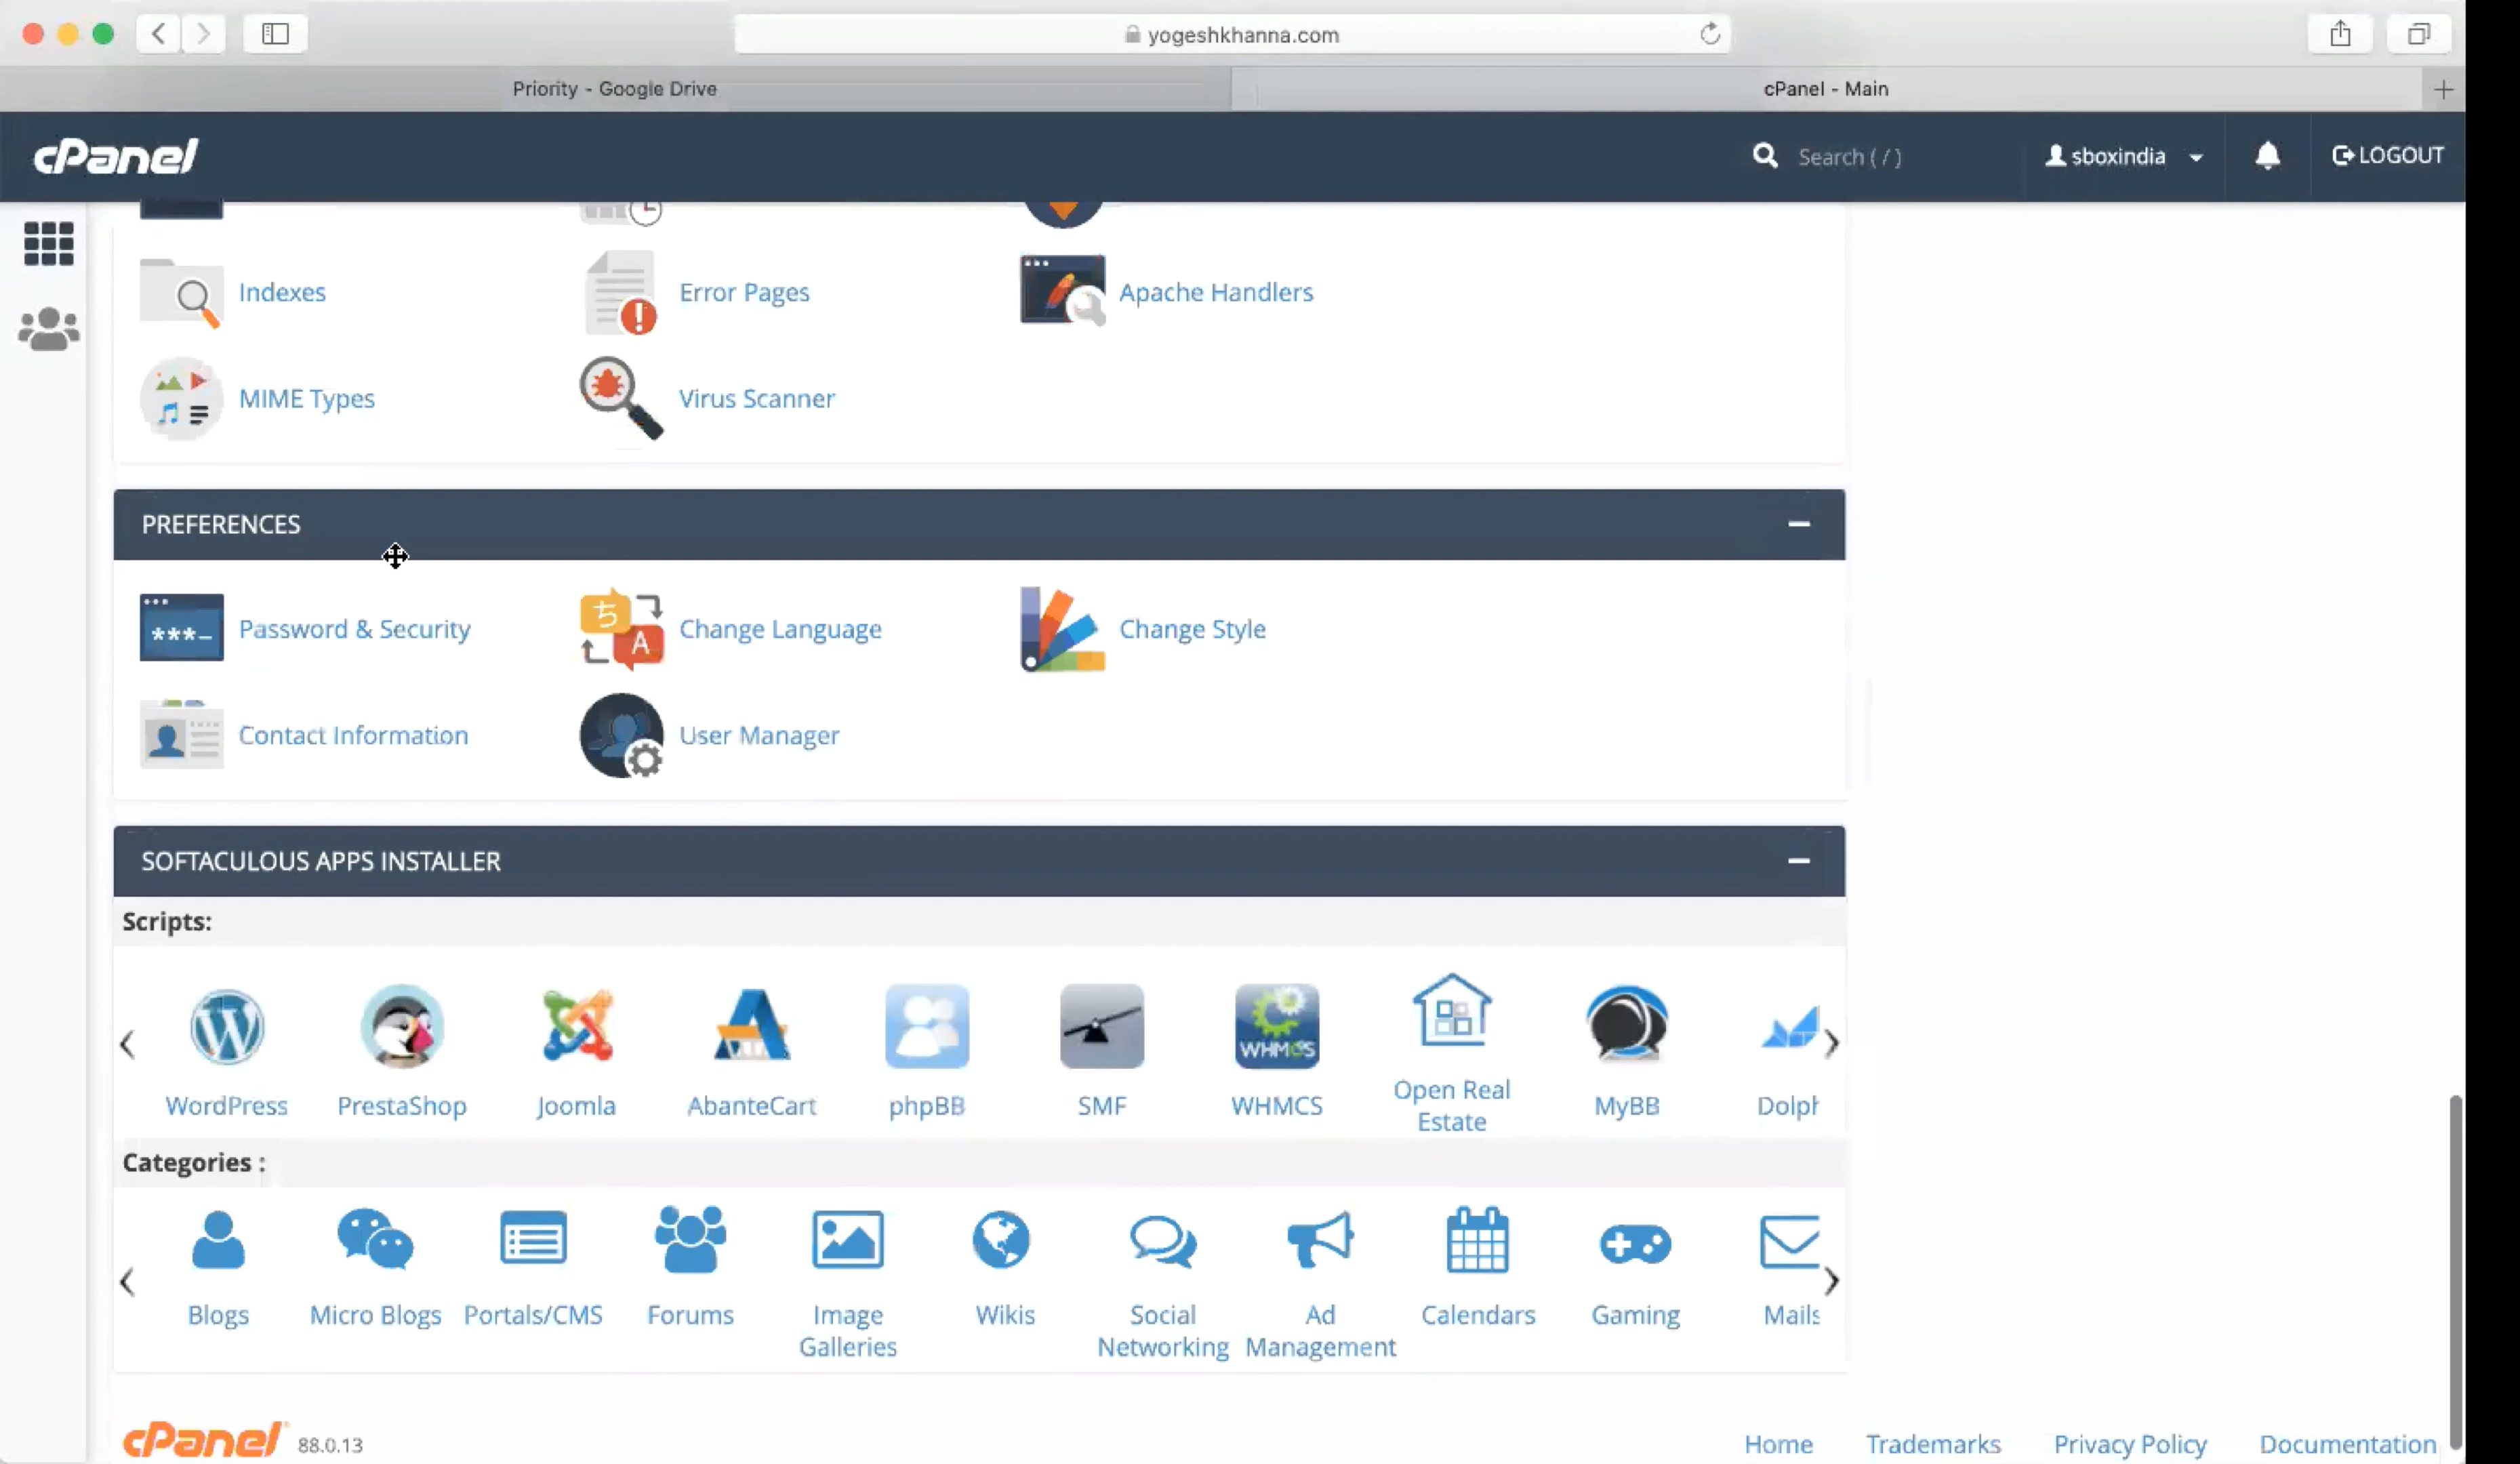 yogeshkhanna.com
Priority - Google Drive
cPanel - Main
cPanel
Search ( / )
sboxindia
LOGOUT
Indexes
Error Pages
Apache Handlers
MIME Types
Virus Scanner
PREFERENCES
Password & Security
Change Language
Change Style
Contact Information
User Manager
SOFTACULOUS APPS INSTALLER
Scripts:
WordPress
PrestaShop
Joomla
AbanteCart
phpBB
SMF
WHMCS
WHMCS
Open Real
Estate
MyBB
Dolph
Categories :
Blogs
Micro Blogs
Portals/CMS
Forums
Image
Galleries
Wikis
Social
Networking
Ad
Management
Calendars
Gaming
Mails
cPanel 88.0.13
Home
Trademarks
Privacy Policy
Documentation